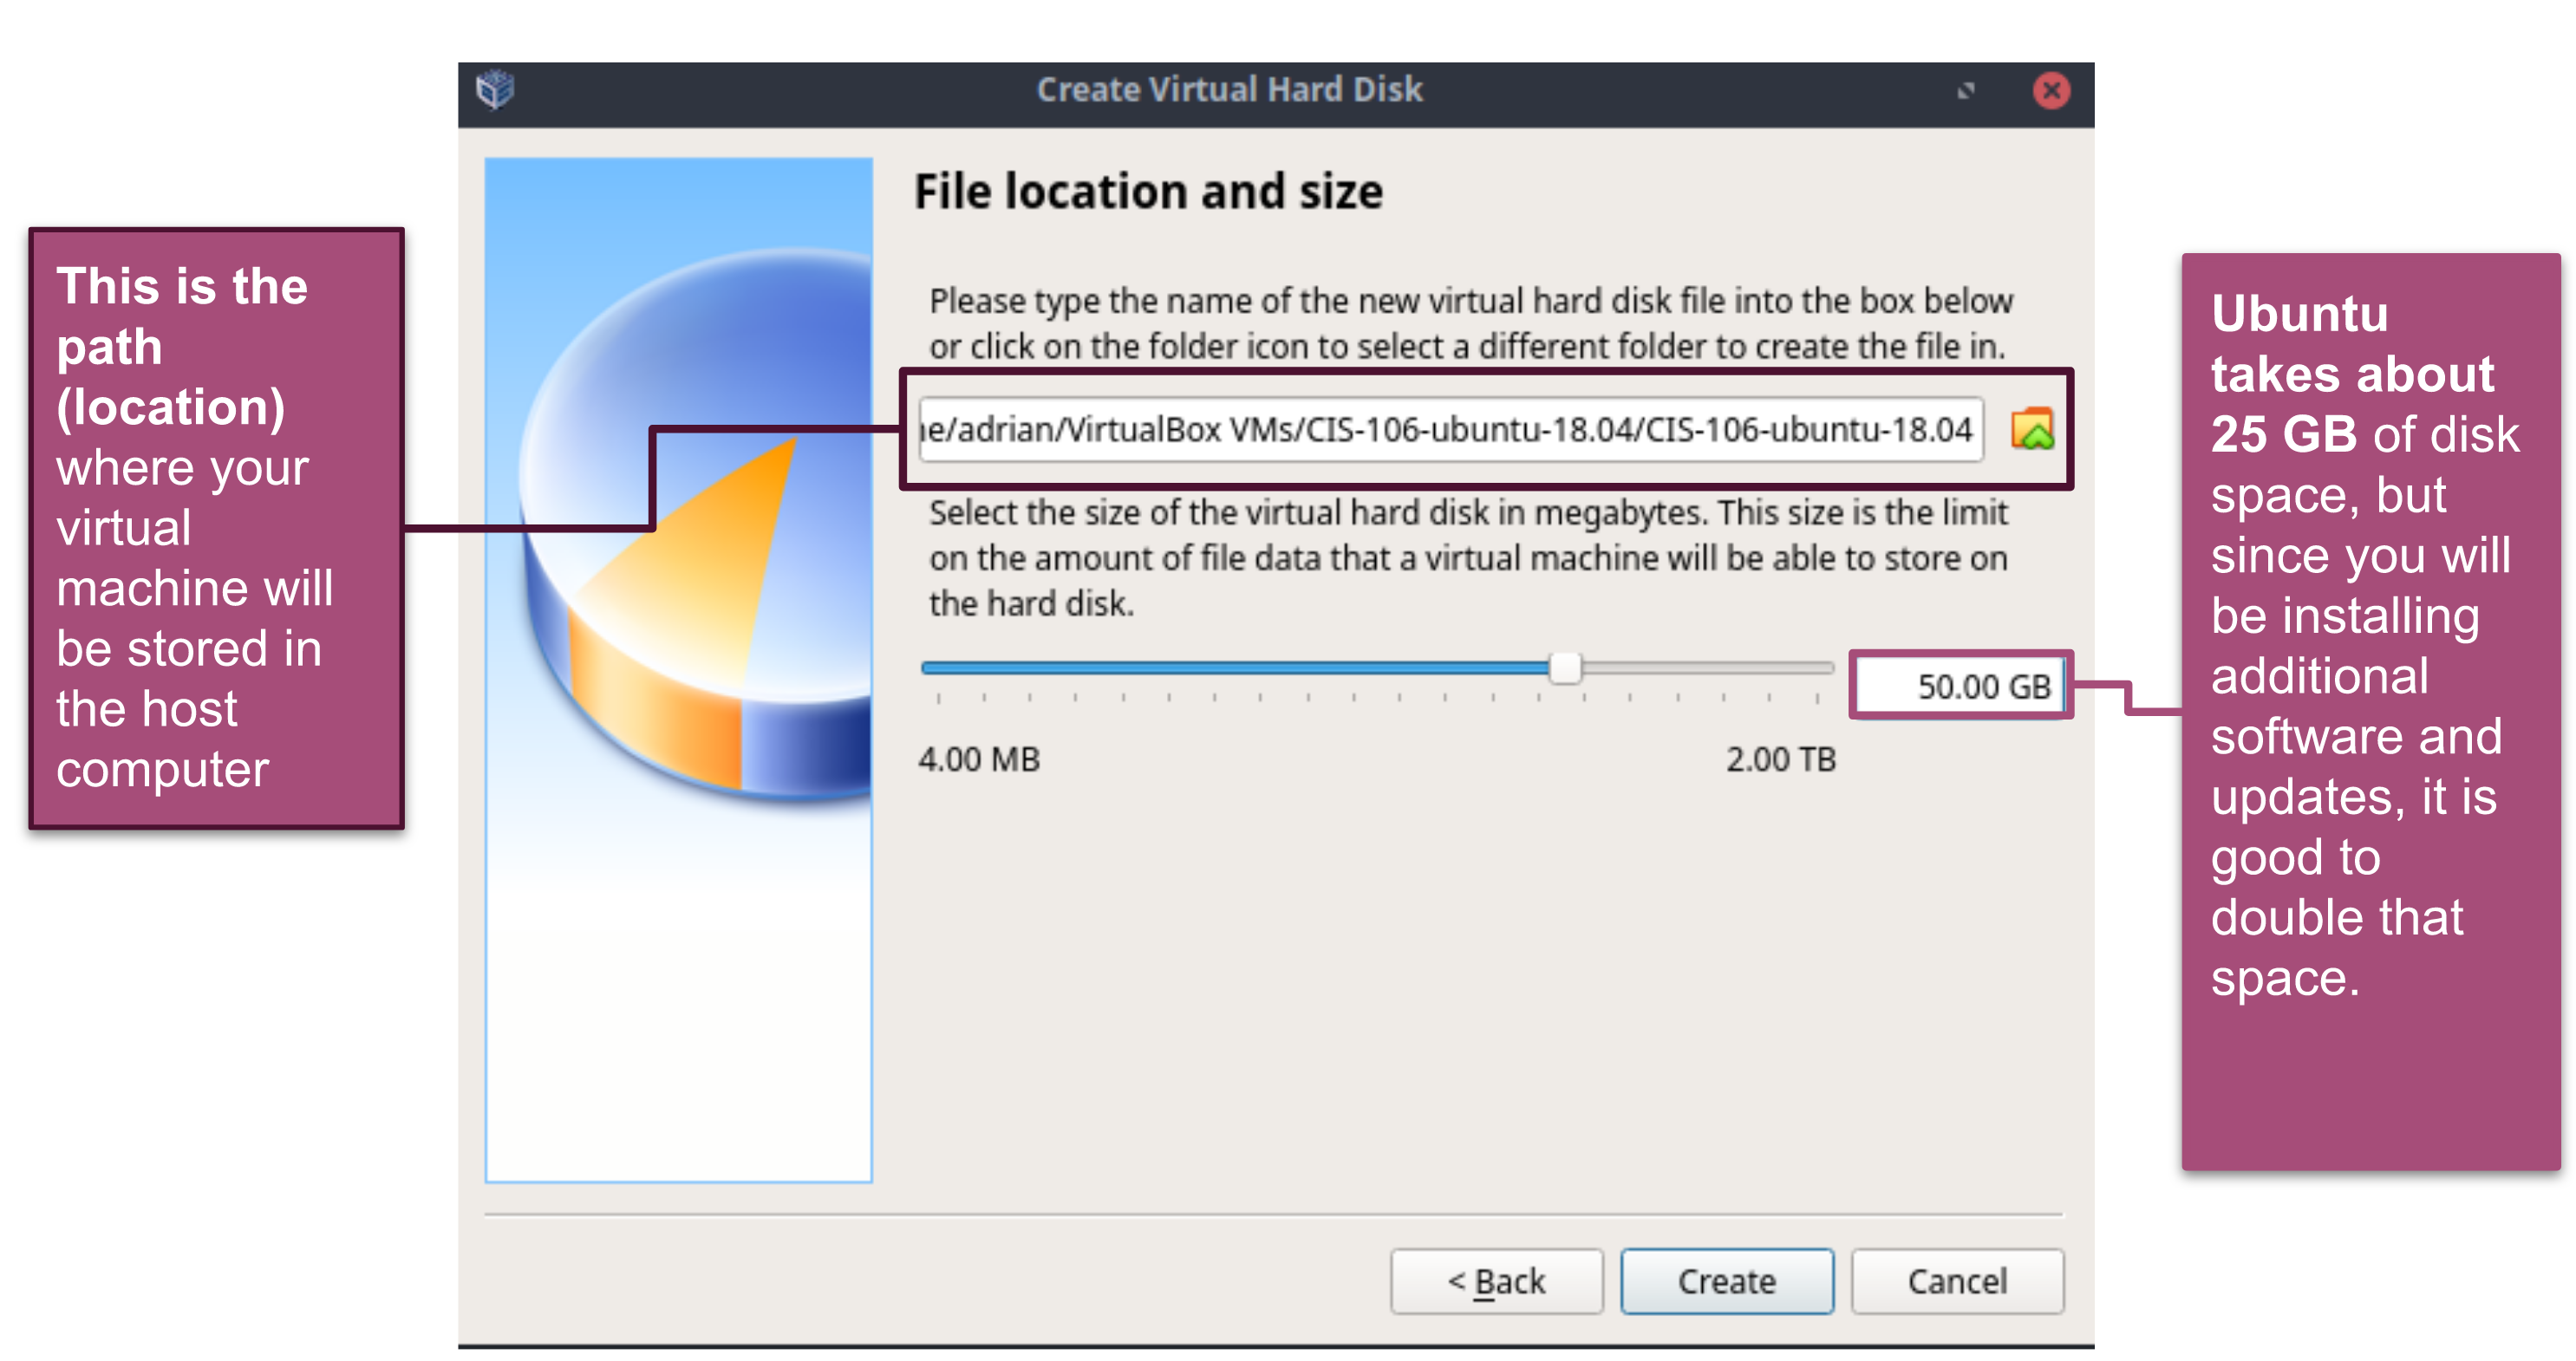 Create Virtual Hard Disk
This is the
path
(location)
where your
virtual
machine will
be stored in
the host
computer
File location and size
Please type the name of the new virtual hard disk file into the box below
or click on the folder icon to select a different folder to create the file in.
e/adrian/VirtualBox VMs/CIS-106-ubuntu-18.04/CIS-106-ubuntu-18.04
Select the size of the virtual hard disk in megabytes. This size is the limit
on the amount of file data that a virtual machine will be able to store on
the hard disk.
50.00 GB
4.00 MB 2.00 TB
< Back Create Cancel
Ubuntu
takes about
25 GB of disk
space, but
since you will
be installing
additional
software and
updates, it is
good to
double that
space.